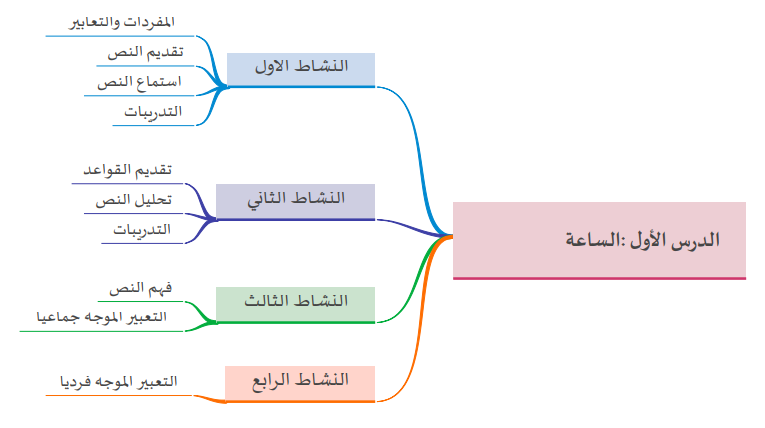 الدرس الأول :الساعة
النشاط الاول
المفردات والتعابير
تقديم النص
استماع النص
التدريبات
النشاط الثاني
تقديم القواعد
تحليل النص
التدريبات
النشاط الثالث
فهم النص
التعبير الموجه جماعيا
النشاط الرابع
التعبير الموجه فرديا